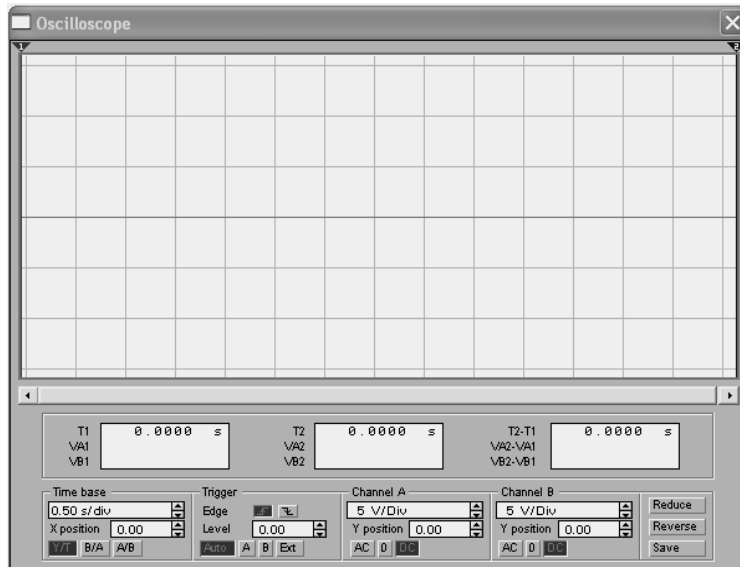 Oscilloscope
1 2
T1 0.0000 s T2 0.0000 s T2-T1 0.0000 s
VA1 VA2 VA2-VA1
VB1 VB2 VB2-VB1
Time base Trigger Channel A Channel B
0.50 s/div Edge 5 V/Div 5 V/Div Reduce
X position 0.00 Level 0.00 Y position 0.00 Y position 0.00 Reverse
Y/T B/A A/B Auto A B Ext AC 0 DC AC 0 DC Save